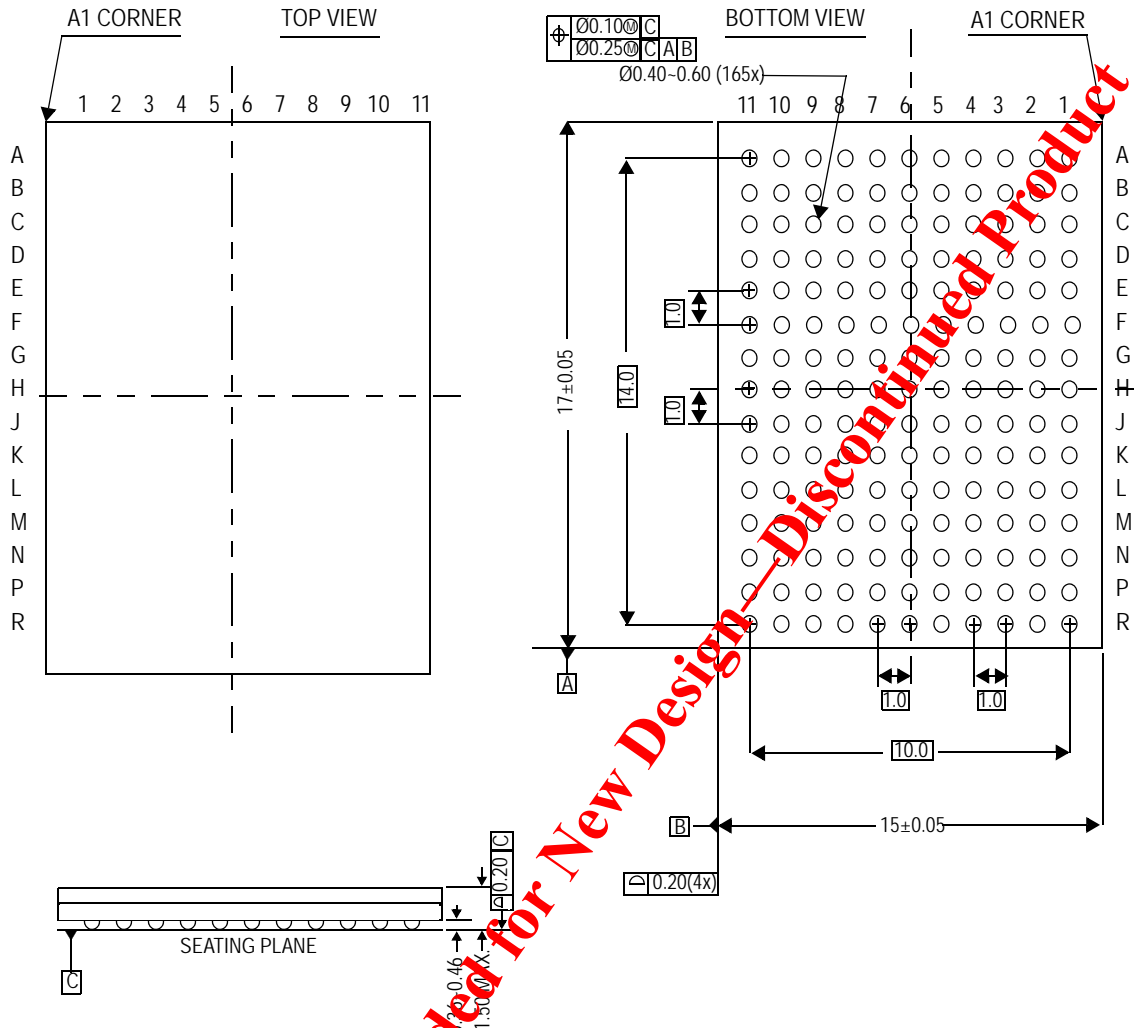 A1 CORNER
TOP VIEW
BOTTOM VIEW
A1 CORNER
Ø0.10Ⓜ C
Ø0.25Ⓜ C A B
Ø0.40~0.60 (165x)
1 2 3 4 5 6 7 8 9 10 11
11 10 9 8 7 6 5 4 3 2 1
A
B
C
D
E
F
G
H
J
K
L
M
N
P
R
A
B
C
D
E
F
G
H
J
K
L
M
N
P
R
17±0.05
14.0
1.0
1.0
A
1.0
1.0
10.0
B
15±0.05
0.20(4x)
0.20 C
SEATING PLANE
C
1.50 MAX.
for New Design—Discontinued Product